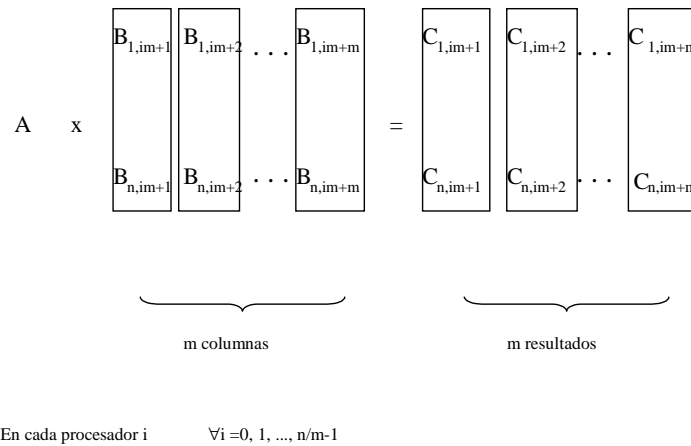 B1,im+1 B1,im+2 . . . B1,im+m C1,im+1 C1,im+2 . . . C 1,im+m
A x =
Bn,im+1 Bn,im+2 . . . Bn,im+m Cn,im+1 Cn,im+2 . . . Cn,im+m
m columnas m resultados
En cada procesador i ∀i =0, 1, ..., n/m-1